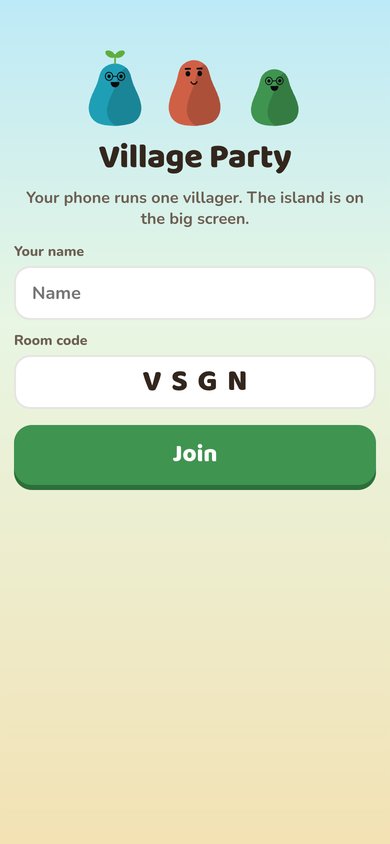 Village Party
Your phone runs one villager. The island is on
the big screen.
Your name
Name
Room code
VSGN
Join